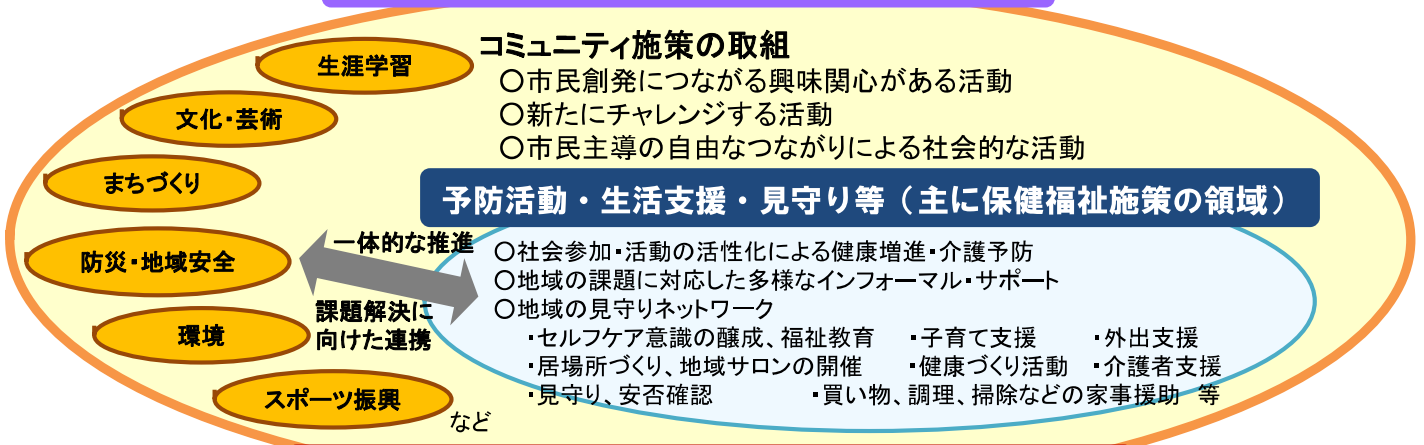 コミュニティ施策の取組
○市民創発につながる興味関心がある活動
○新たにチャレンジする活動
○市民主導の自由なつながりによる社会的な活動
生涯学習
文化・芸術
まちづくり
防災・地域安全
環境
スポーツ振興
など
一体的な推進
課題解決に
向けた連携
予防活動・生活支援・見守り等（主に保健福祉施策の領域）
○社会参加・活動の活性化による健康増進・介護予防
○地域の課題に対応した多様なインフォーマル・サポート
○地域の見守りネットワーク
・セルフケア意識の醸成、福祉教育 ・子育て支援 ・外出支援
・居場所づくり、地域サロンの開催 ・健康づくり活動 ・介護者支援
・見守り、安否確認 ・買い物、調理、掃除などの家事援助 等